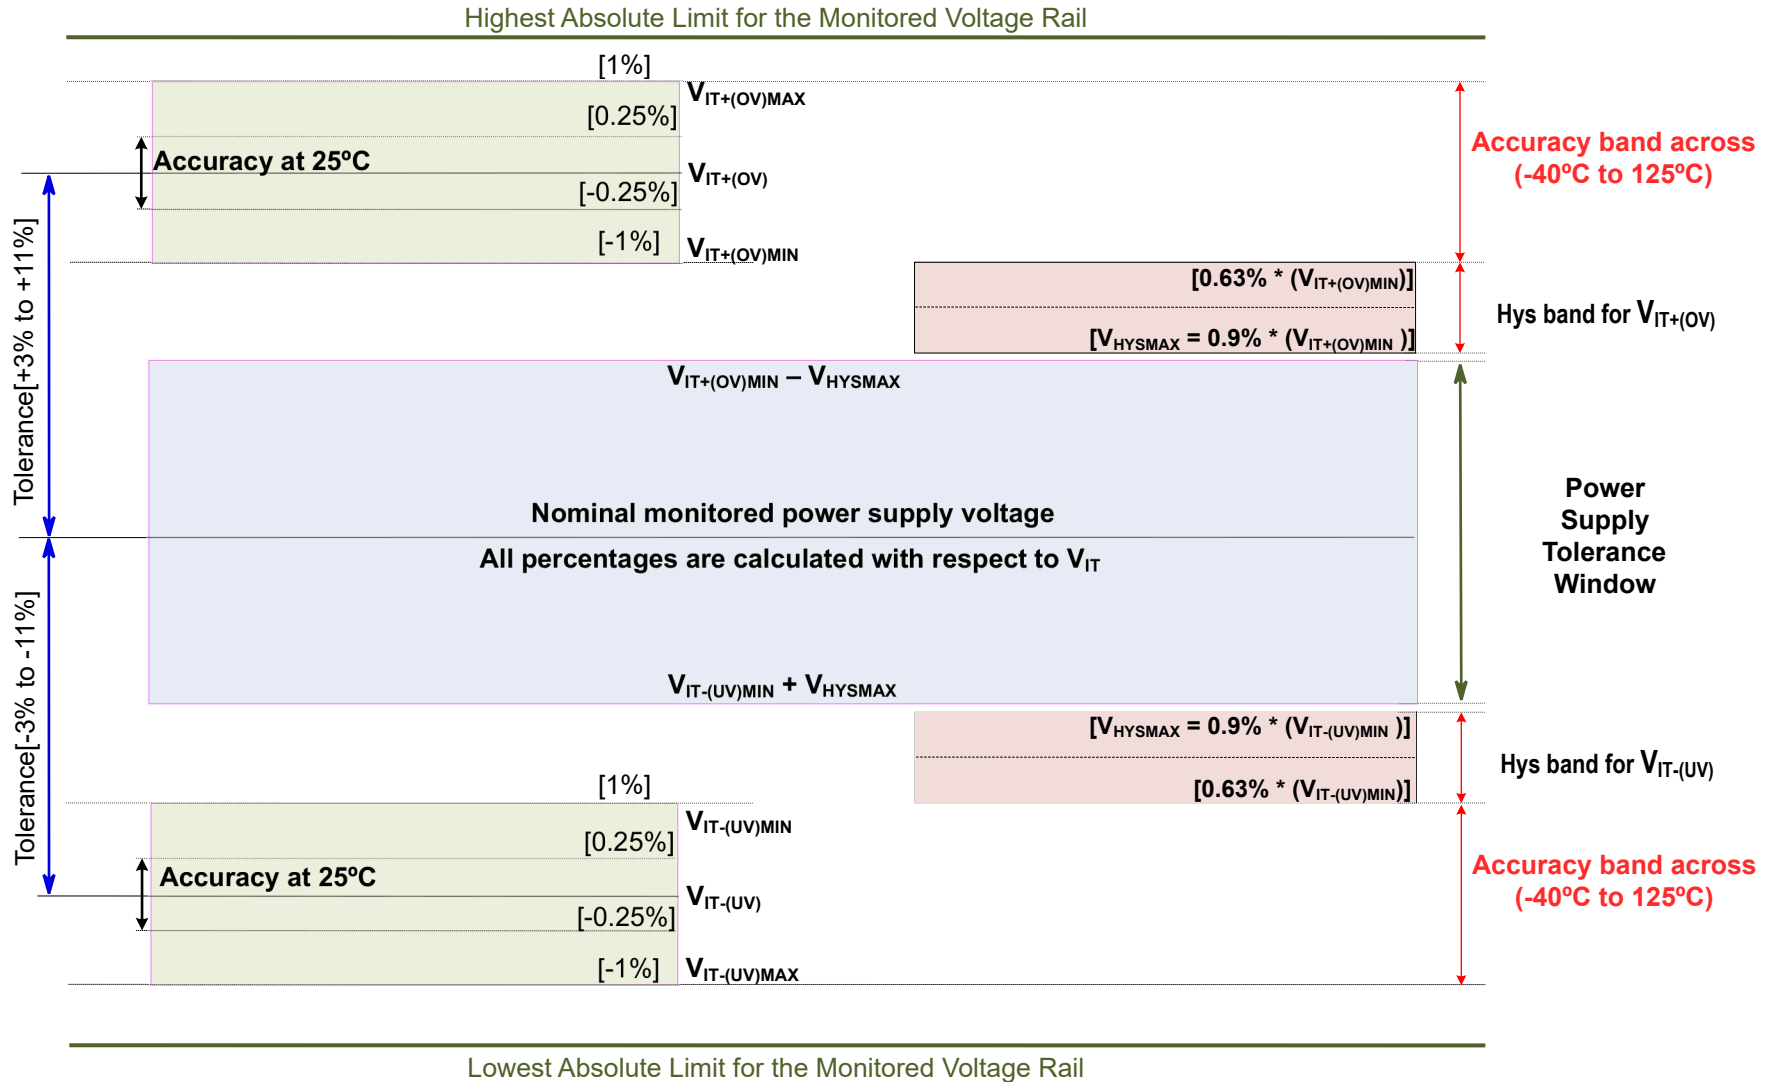 Highest Absolute Limit for the Monitored Voltage Rail
[1%]
VIT+(OV)MAX
[0.25%]
Accuracy at 25ºC
VIT+(OV)
[-0.25%]
[-1%]
VIT+(OV)MIN
Accuracy band across
(-40ºC to 125ºC)
Tolerance[+3% to +11%]
[0.63% * (VIT+(OV)MIN)]
[VHYSMAX = 0.9% * (VIT+(OV)MIN )]
Hys band for VIT+(OV)
VIT+(OV)MIN – VHYSMAX
Nominal monitored power supply voltage
All percentages are calculated with respect to VIT
Power
Supply
Tolerance
Window
VIT-(UV)MIN + VHYSMAX
Tolerance[-3% to -11%]
[VHYSMAX = 0.9% * (VIT-(UV)MIN )]
[0.63% * (VIT-(UV)MIN)]
Hys band for VIT-(UV)
[1%]
VIT-(UV)MIN
[0.25%]
Accuracy at 25ºC
VIT-(UV)
[-0.25%]
[-1%]
VIT-(UV)MAX
Accuracy band across
(-40ºC to 125ºC)
Lowest Absolute Limit for the Monitored Voltage Rail